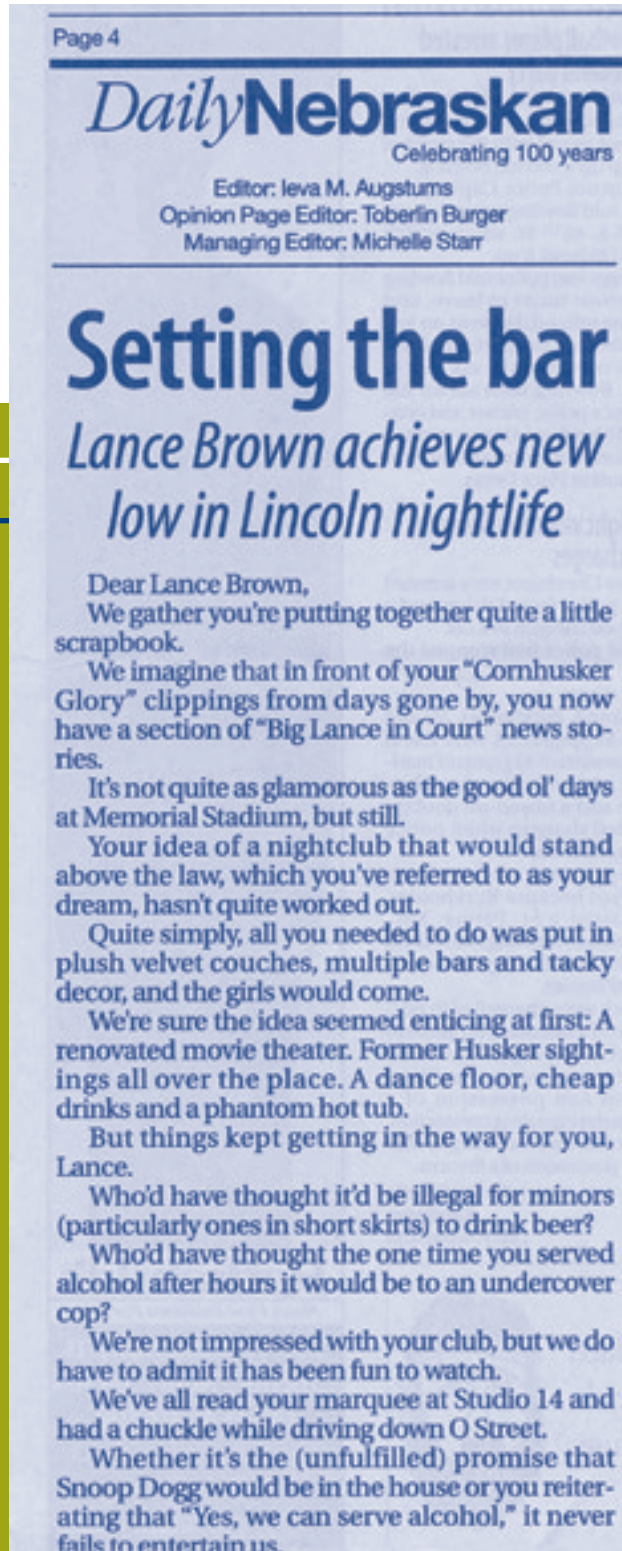 Page 4
DailyNebraskan
Celebrating 100 years
Editor: Ieva M. Augstums
Opinion Page Editor: Toberlin Burger
Managing Editor: Michelle Starr
Setting the bar
Lance Brown achieves new
low in Lincoln nightlife
Dear Lance Brown,
We gather you're putting together quite a little
scrapbook.
We imagine that in front of your “Cornhusker
Glory” clippings from days gone by, you now
have a section of “Big Lance in Court” news sto-
ries.
It's not quite as glamorous as the good ol' days
at Memorial Stadium, but still.
Your idea of a nightclub that would stand
above the law, which you've referred to as your
dream, hasn't quite worked out.
Quite simply, all you needed to do was put in
plush velvet couches, multiple bars and tacky
decor, and the girls would come.
We're sure the idea seemed enticing at first: A
renovated movie theater. Former Husker sight-
ings all over the place. A dance floor, cheap
drinks and a phantom hot tub.
But things kept getting in the way for you,
Lance.
Who'd have thought it'd be illegal for minors
(particularly ones in short skirts) to drink beer?
Who'd have thought the one time you served
alcohol after hours it would be to an undercover
cop?
We're not impressed with your club, but we do
have to admit it has been fun to watch.
We've all read your marquee at Studio 14 and
had a chuckle while driving down O Street.
Whether it's the (unfulfilled) promise that
Snoop Dogg would be in the house or you reiter-
ating that “Yes, we can serve alcohol,” it never
fails to entertain us.